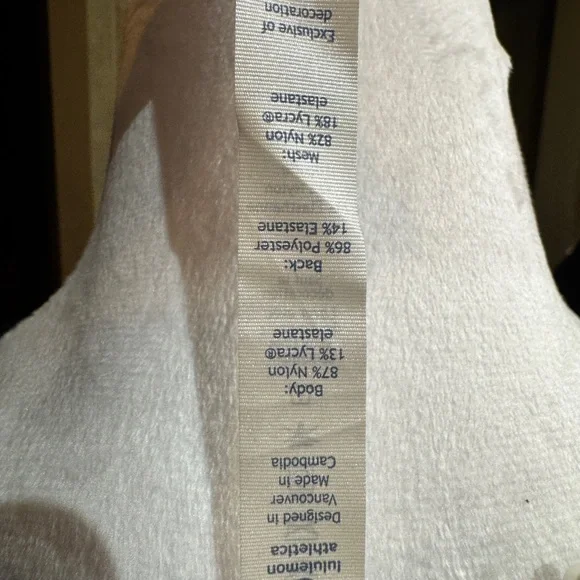 lululemon
athletica
Designed in
Vancouver
Made in
Cambodia
Body:
87% Nylon
13% Lycra®
elastane
Back:
86% Polyester
14% Elastane
Mesh:
82% Nylon
18% Lycra®
elastane
Exclusive of
decoration